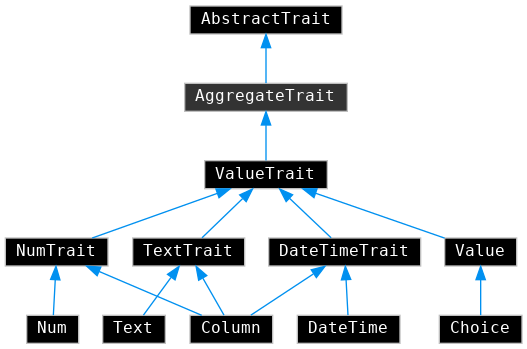 AbstractTrait
AggregateTrait
ValueTrait
NumTrait TextTrait DateTimeTrait Value
Num Text Column DateTime Choice